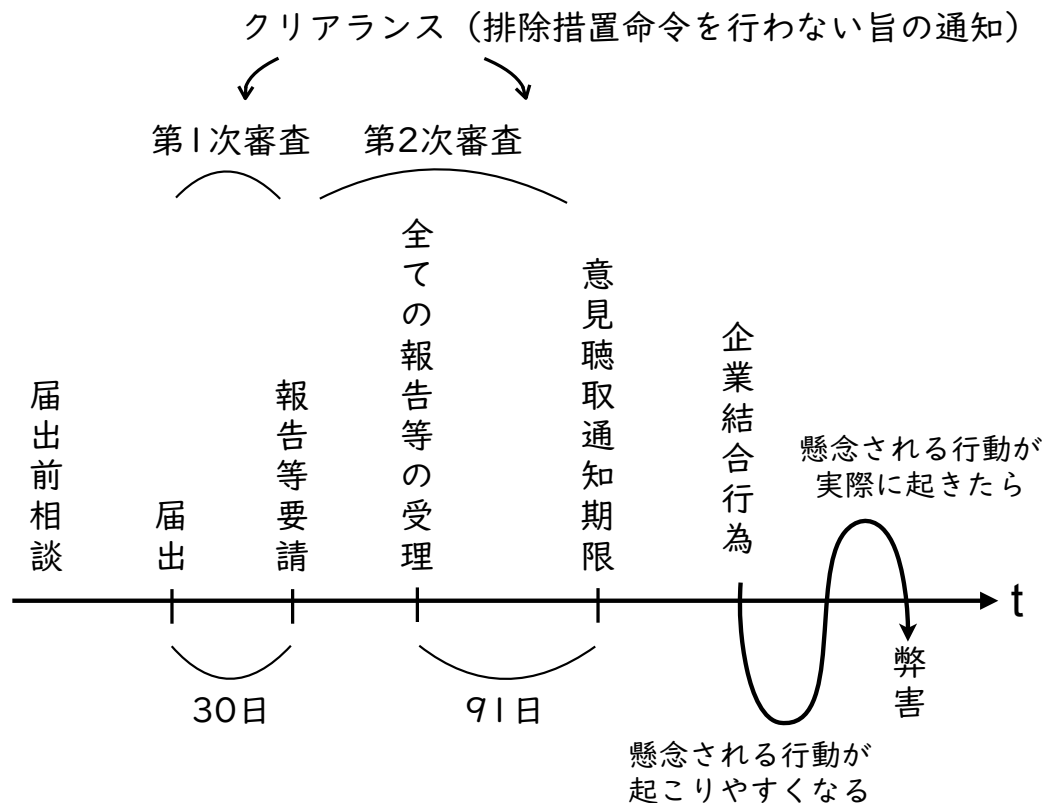 クリアランス（排除措置命令を行わない旨の通知）
第1次審査
第2次審査
届出前相談
届出
報告等要請
全ての報告等の受理
意見聴取通知期限
企業結合行為
懸念される行動が
実際に起きたら
t
30日
91日
弊害
懸念される行動が
起こりやすくなる